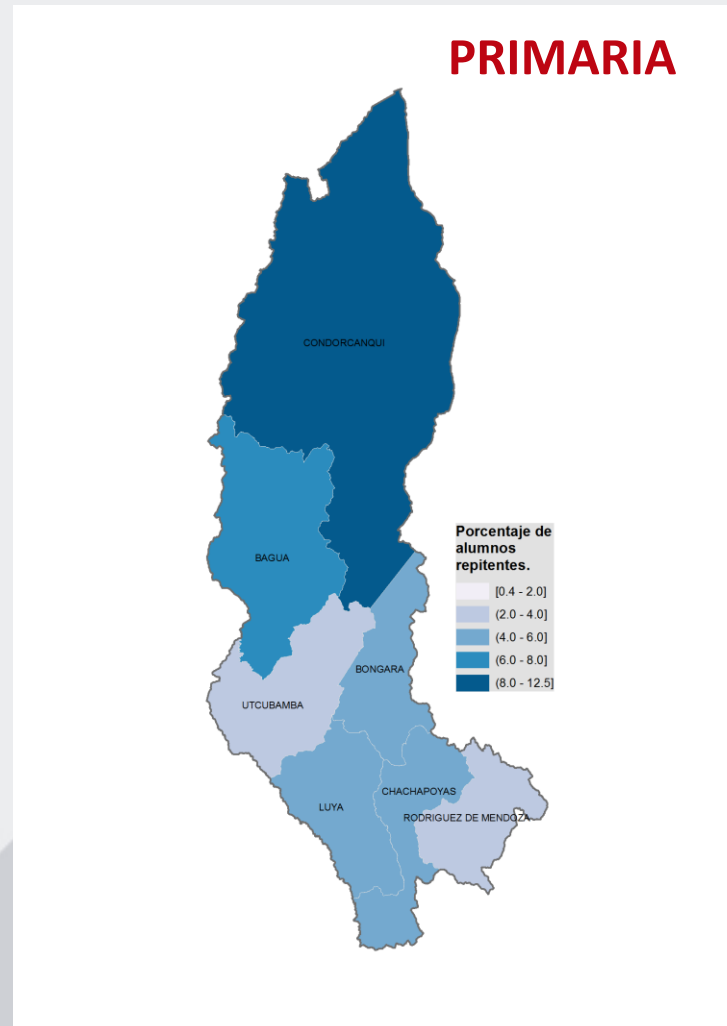 PRIMARIA
CONDORCANQUI
BAGUA
Porcentaje de
alumnos
repitentes.
[0.4 - 2.0]
(2.0 - 4.0]
(4.0 - 6.0]
(6.0 - 8.0]
(8.0 - 12.5]
BONGARA
UTCUBAMBA
CHACHAPOYAS
LUYA
RODRIGUEZ DE MENDOZA